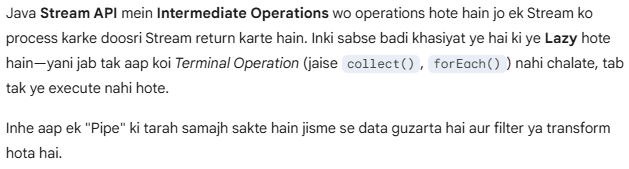 Java Stream API mein Intermediate Operations wo operations hote hain jo ek Stream ko
process karke doosri Stream return karte hain. Inki sabse badi khasiyat ye hai ki ye Lazy hote
hain—yani jab tak aap koi Terminal Operation (jaise collect() , forEach() ) nahi chalate, tab
tak ye execute nahi hote.
Inhe aap ek "Pipe" ki tarah samajh sakte hain jisme se data guzarta hai aur filter ya transform
hota hai.